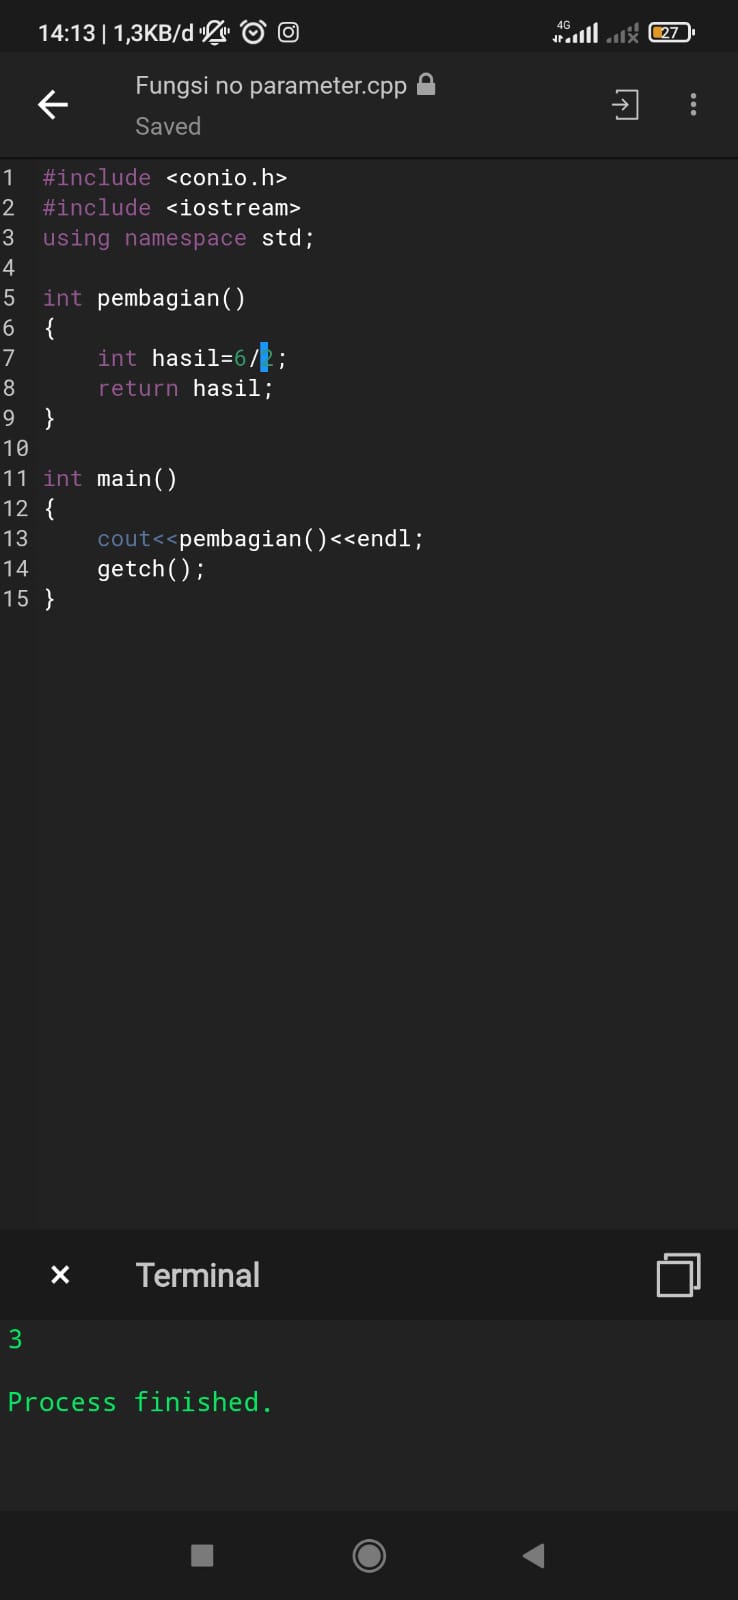 14:13 | 1,3KB/d
4G
27
Fungsi no parameter.cpp
Saved
1 #include <conio.h>
2 #include <iostream>
3 using namespace std;
4
5 int pembagian()
6 {
7     int hasil=6/2;
8     return hasil;
9 }
10
11 int main()
12 {
13     cout<<pembagian()<<endl;
14     getch();
15 }
× Terminal
3
Process finished.